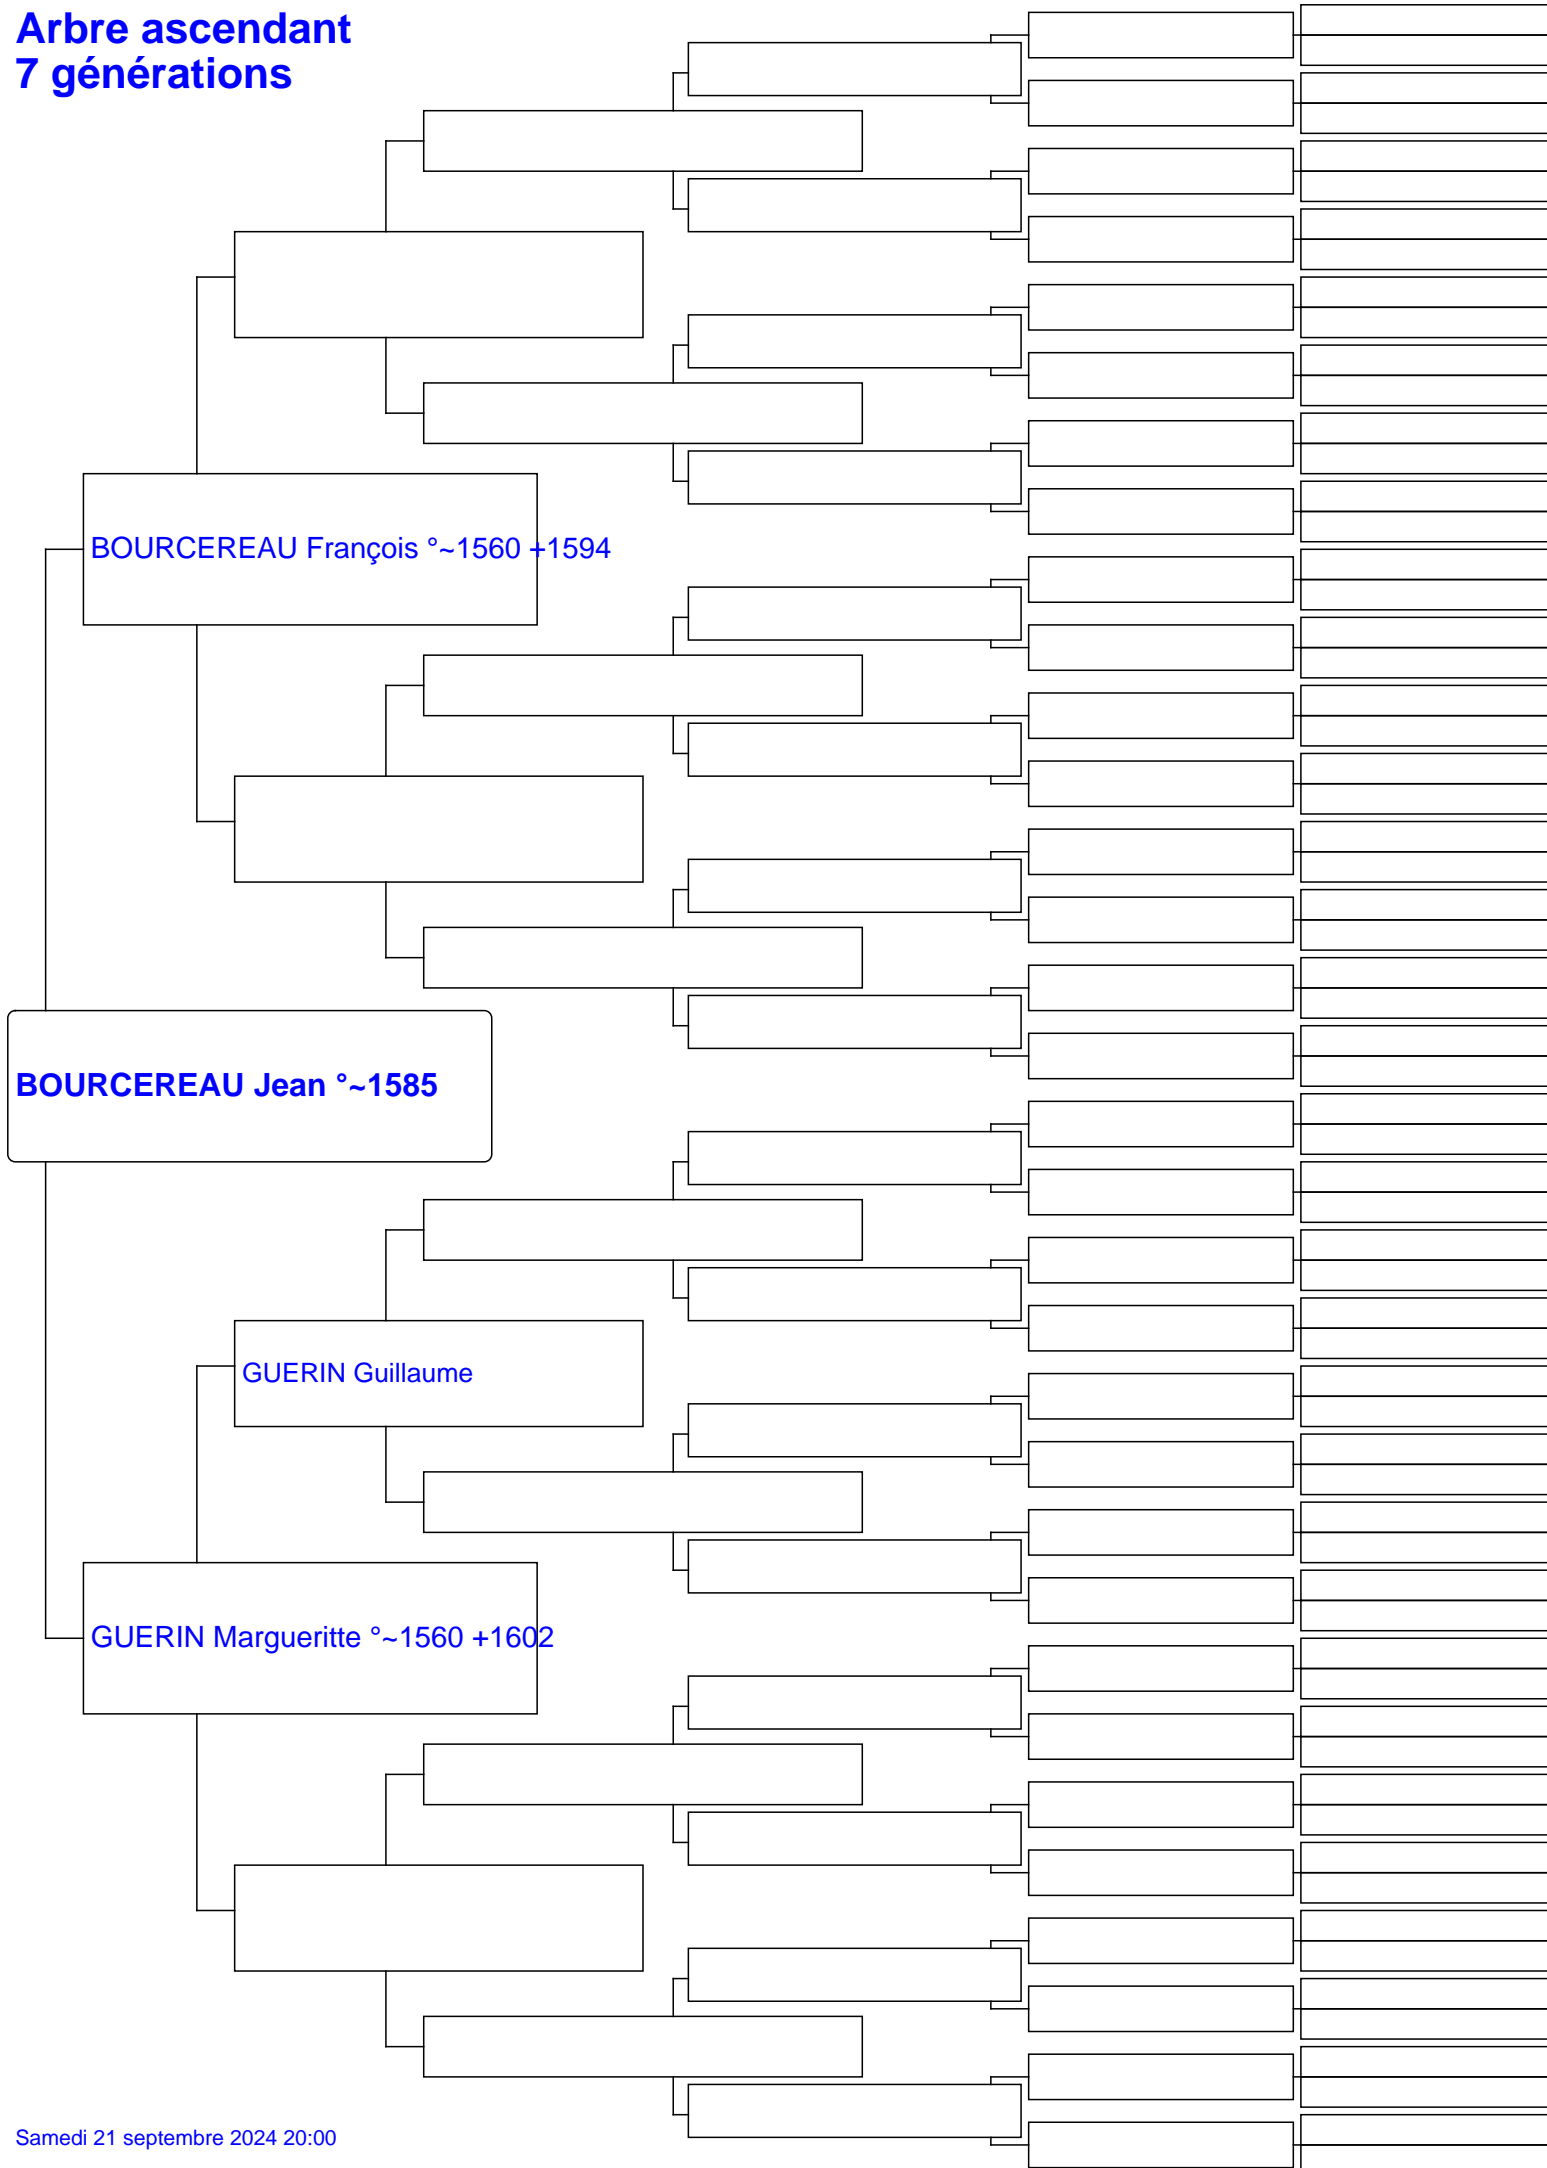 Arbre ascendant
7 générations
BOURCEREAU François °~1560 +1594
BOURCEREAU Jean °~1585
GUERIN Guillaume
GUERIN Margueritte °~1560 +1602
Samedi 21 septembre 2024 20:00